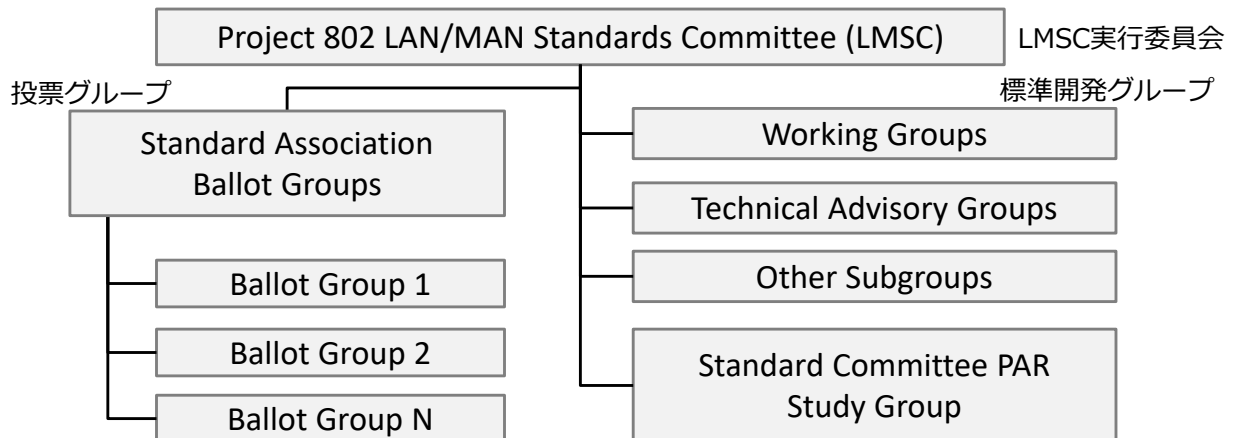 Project 802 LAN/MAN Standards Committee (LMSC)
LMSC実行委員会
投票グループ
標準開発グループ
Standard Association
Ballot Groups
Ballot Group 1
Ballot Group 2
Ballot Group N
Working Groups
Technical Advisory Groups
Other Subgroups
Standard Committee PAR
Study Group